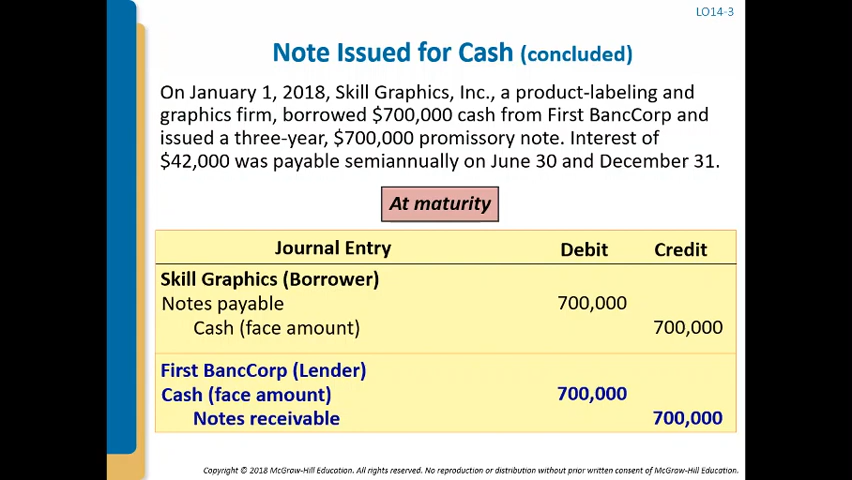 LO14-3
Note Issued for Cash (concluded)
On January 1, 2018, Skill Graphics, Inc., a product-labeling and
graphics firm, borrowed $700,000 cash from First BancCorp and
issued a three-year, $700,000 promissory note. Interest of
$42,000 was payable semiannually on June 30 and December 31.
At maturity
Journal Entry Debit Credit
Skill Graphics (Borrower)
Notes payable 700,000
Cash (face amount) 700,000
First BancCorp (Lender)
Cash (face amount) 700,000
Notes receivable 700,000
Copyright © 2018 McGraw-Hill Education. All rights reserved. No reproduction or distribution without prior written consent of McGraw-Hill Education.